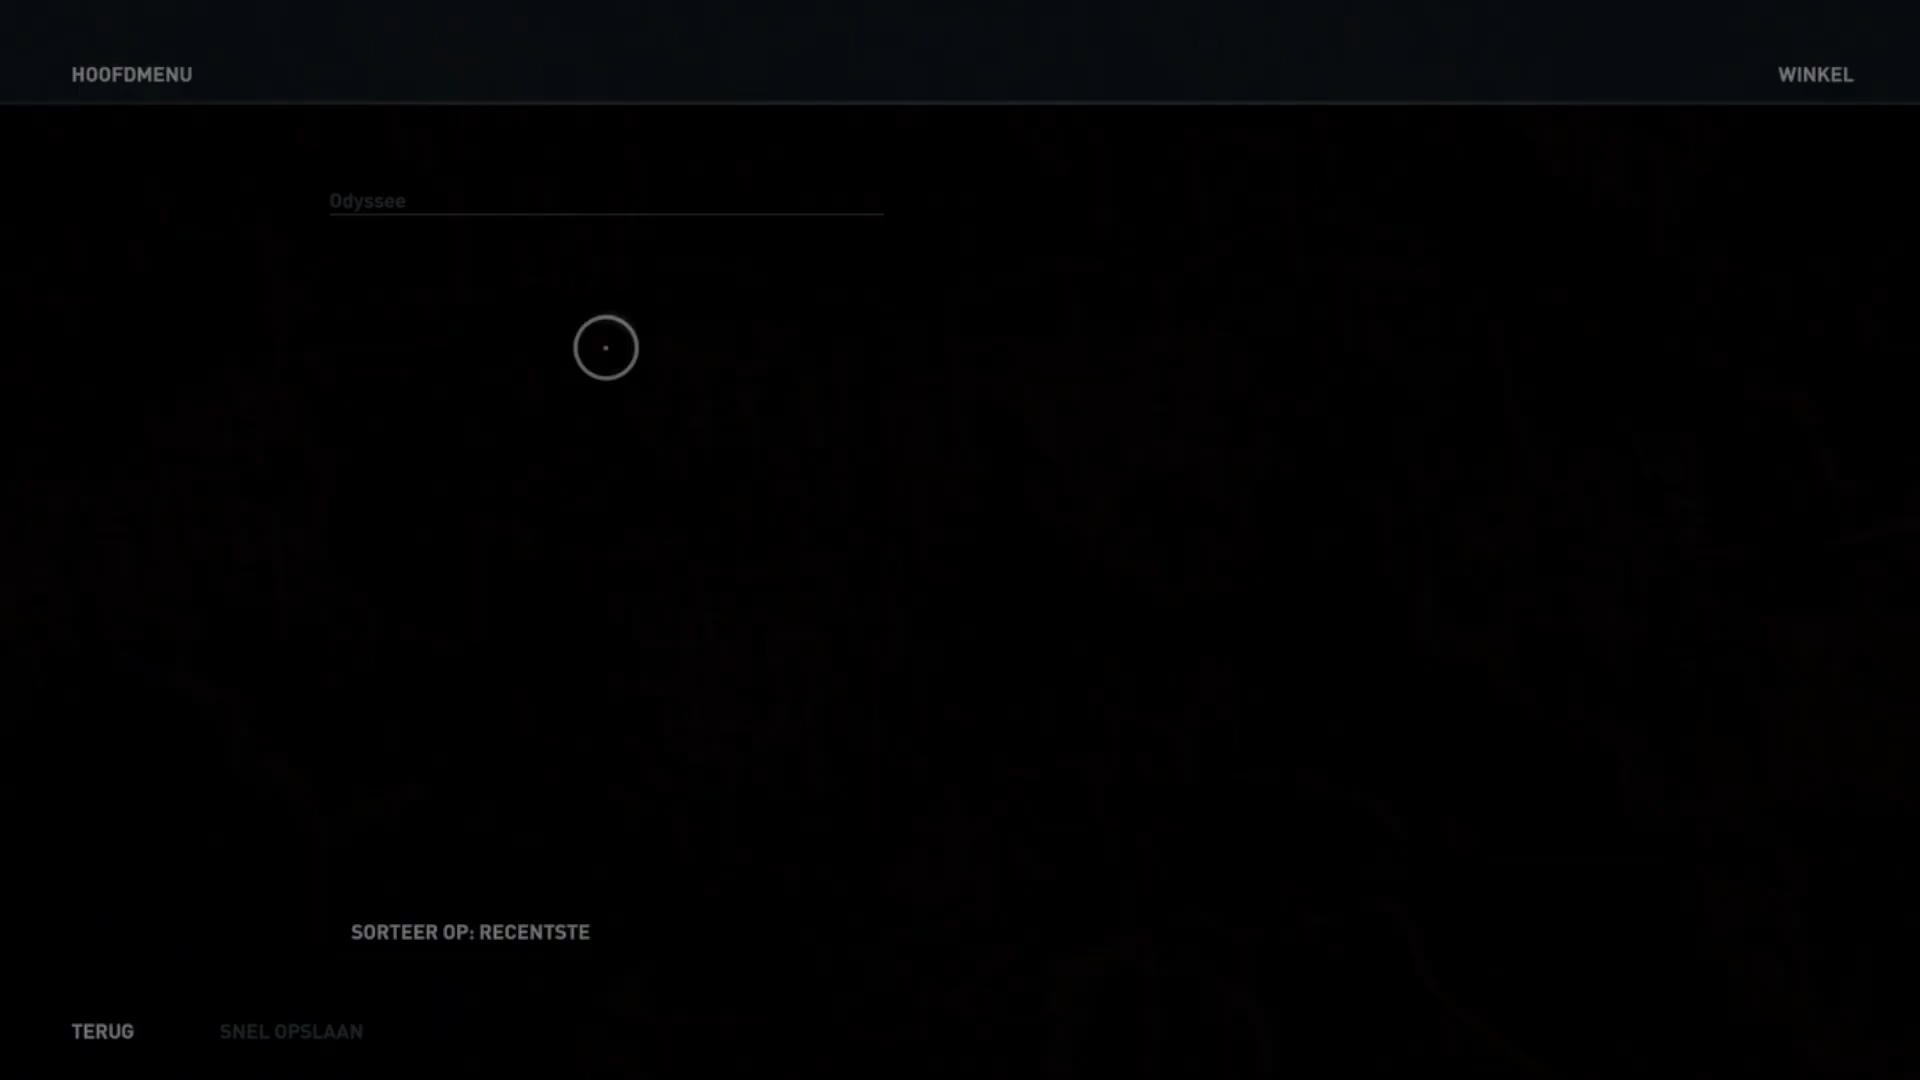 HOOFDMENU
WINKEL
Odyssee
SORTEER OP: RECENTSTE
TERUG
SNEL OPSLAAN